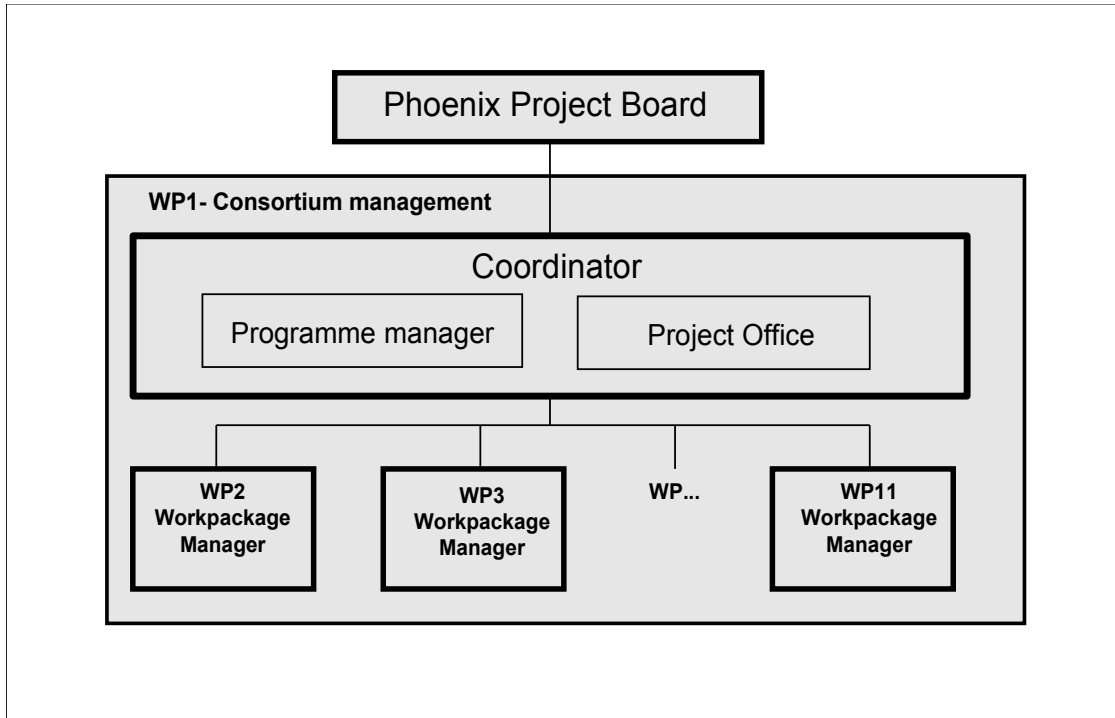 Phoenix Project Board
WP1- Consortium management
Coordinator
Programme manager
Project Office
WP2
Workpackage
Manager
WP3
Workpackage
Manager
WP...
WP11
Workpackage
Manager